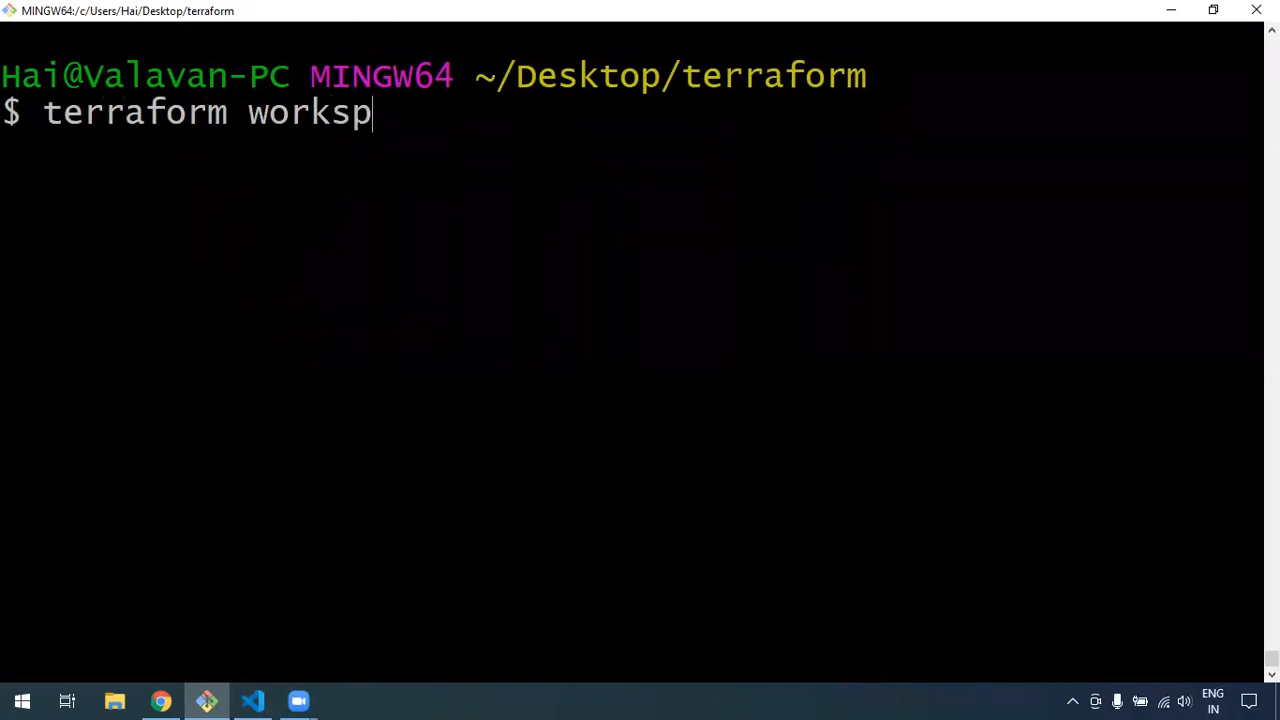 MINGW64:/c/Users/Hai/Desktop/terraform
Hai@Valavan-PC MINGW64 ~/Desktop/terraform
$ terraform worksp
ENG
IN